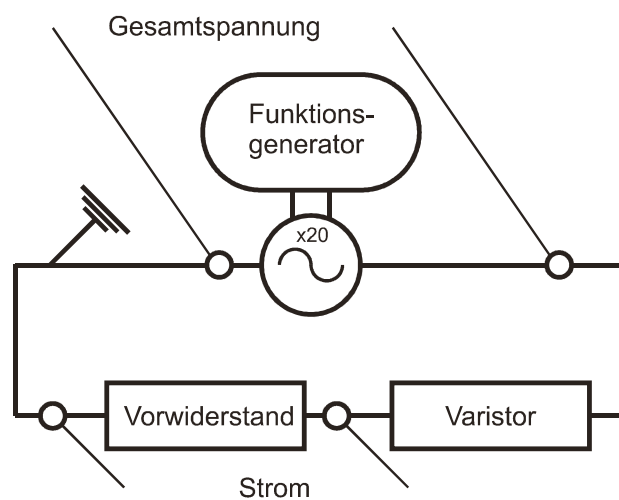 Gesamtspannung
Funktions-
generator
x20
Vorwiderstand
Varistor
Strom